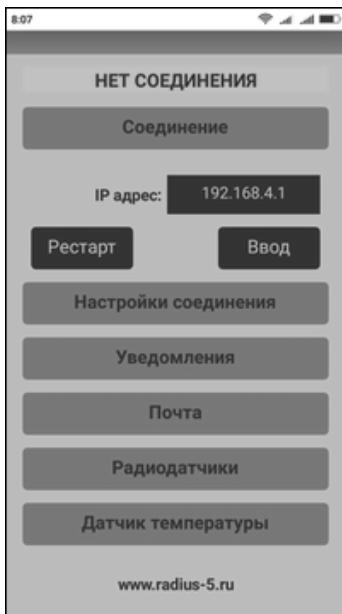 8:07
НЕТ СОЕДИНЕНИЯ
Соединение
IP адрес: 192.168.4.1
Рестарт Ввод
Настройки соединения
Уведомления
Почта
Радиодатчики
Датчик температуры
www.radius-5.ru